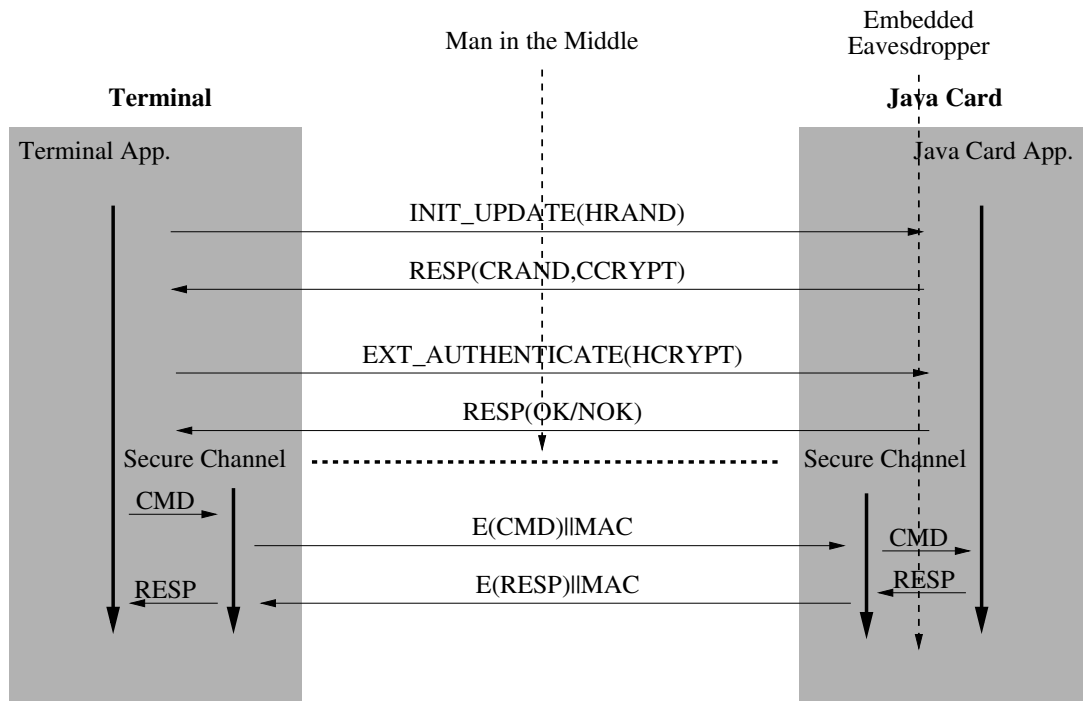 Embedded
Eavesdropper
Man in the Middle
Terminal
Java Card
Terminal App.
Java Card App.
INIT_UPDATE(HRAND)
RESP(CRAND,CCRYPT)
EXT_AUTHENTICATE(HCRYPT)
RESP(OK/NOK)
Secure Channel
Secure Channel
CMD
E(CMD)||MAC
CMD
RESP
E(RESP)||MAC
RESP